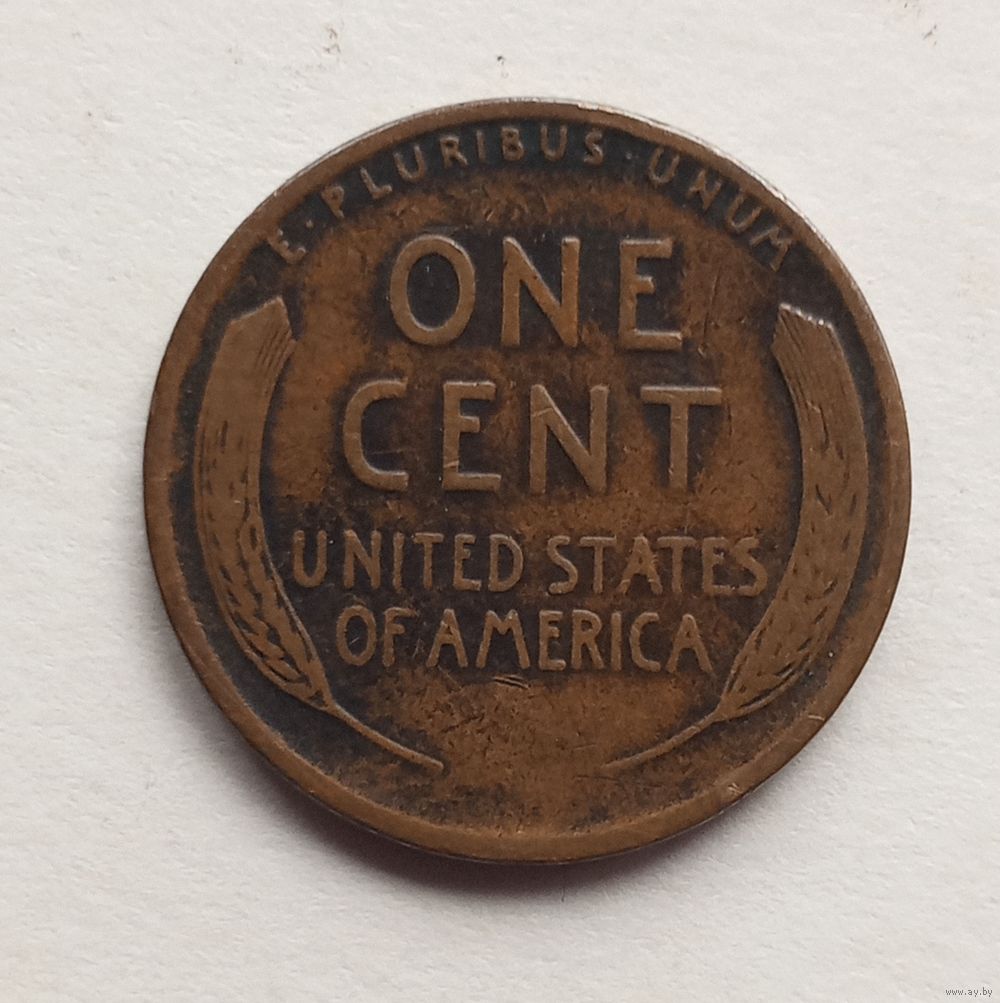 E·PLURIBUS·UNUM
ONE
CENT
UNITED STATES
OF AMERICA
www.ay.by